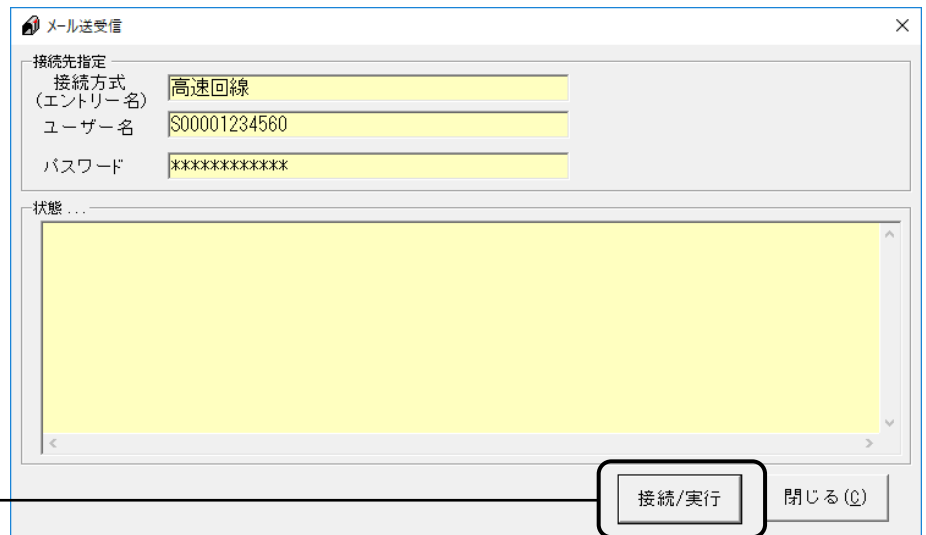 メール送受信
接続先指定
接続方式
(エントリー名)
高速回線
ユーザー名
S00001234560
パスワード
************
状態...
接続/実行
閉じる(C)